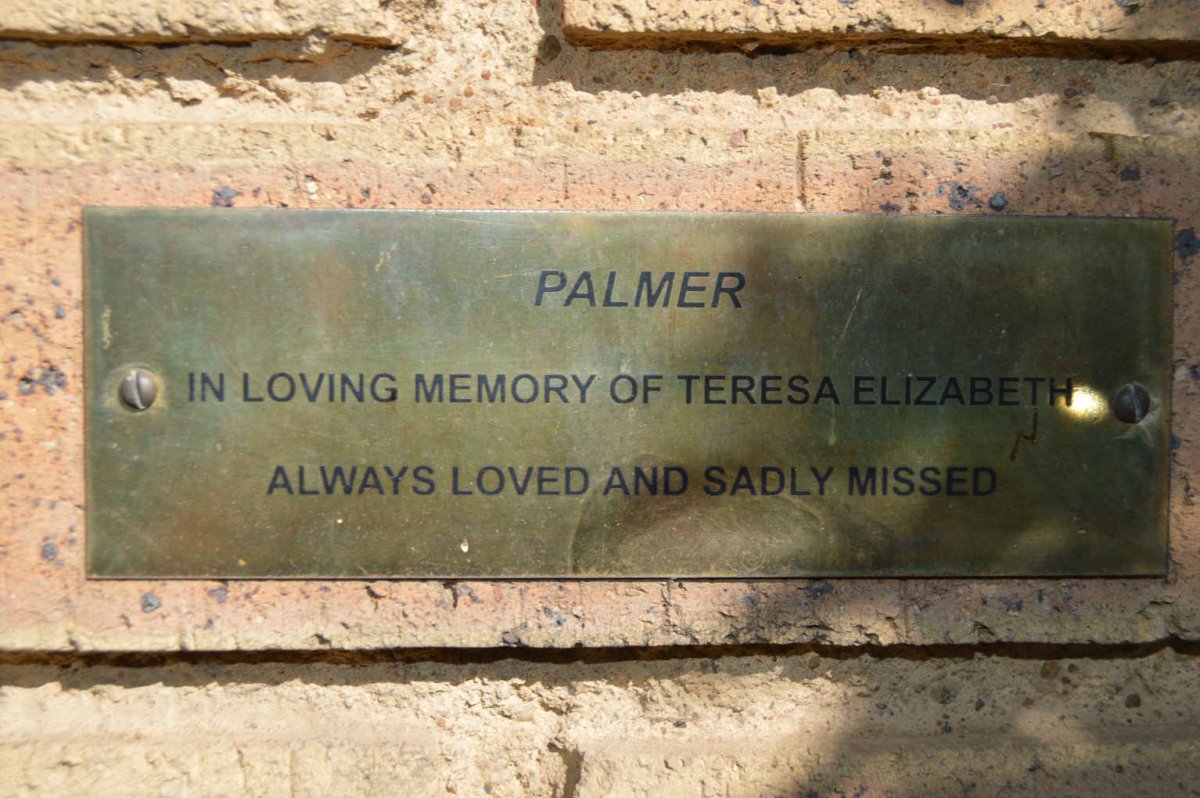 PALMER
IN LOVING MEMORY OF TERESA ELIZABETH
ALWAYS LOVED AND SADLY MISSED